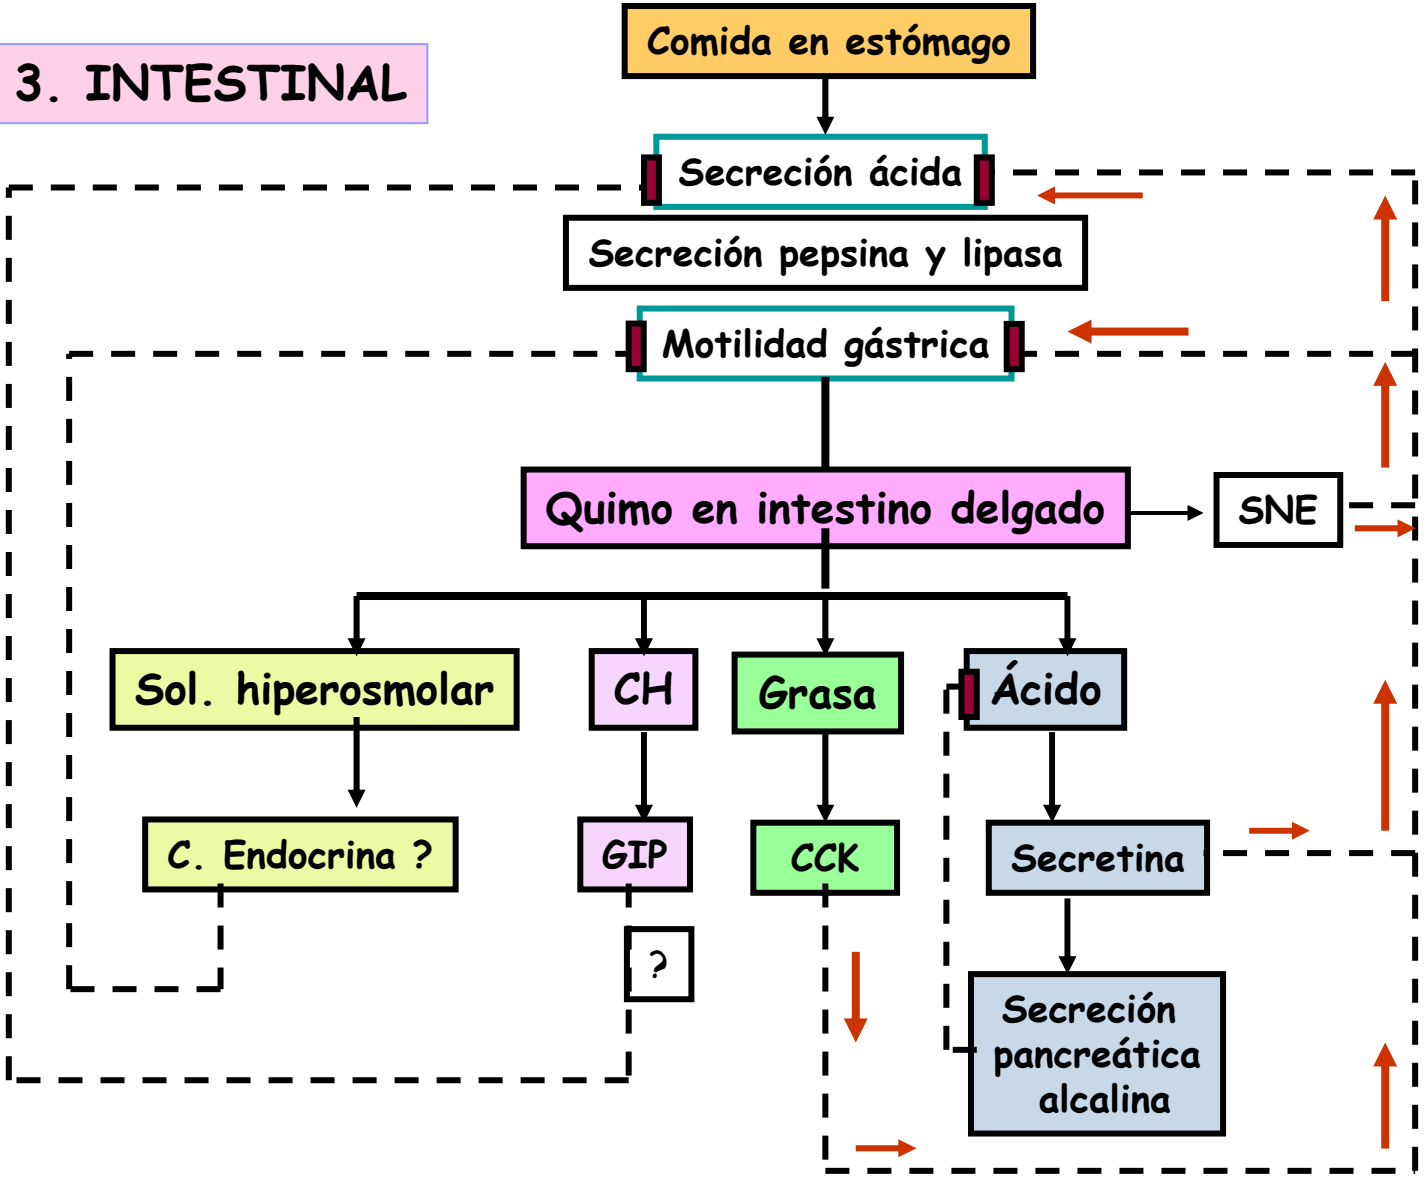 Comida en estómago
3. INTESTINAL
Secreción ácida
Secreción pepsina y lipasa
Motilidad gástrica
Quimo en intestino delgado
SNE
Sol. hiperosmolar
CH
Grasa
Ácido
C. Endocrina ?
GIP
CCK
Secretina
?
Secreción
pancreática
alcalina